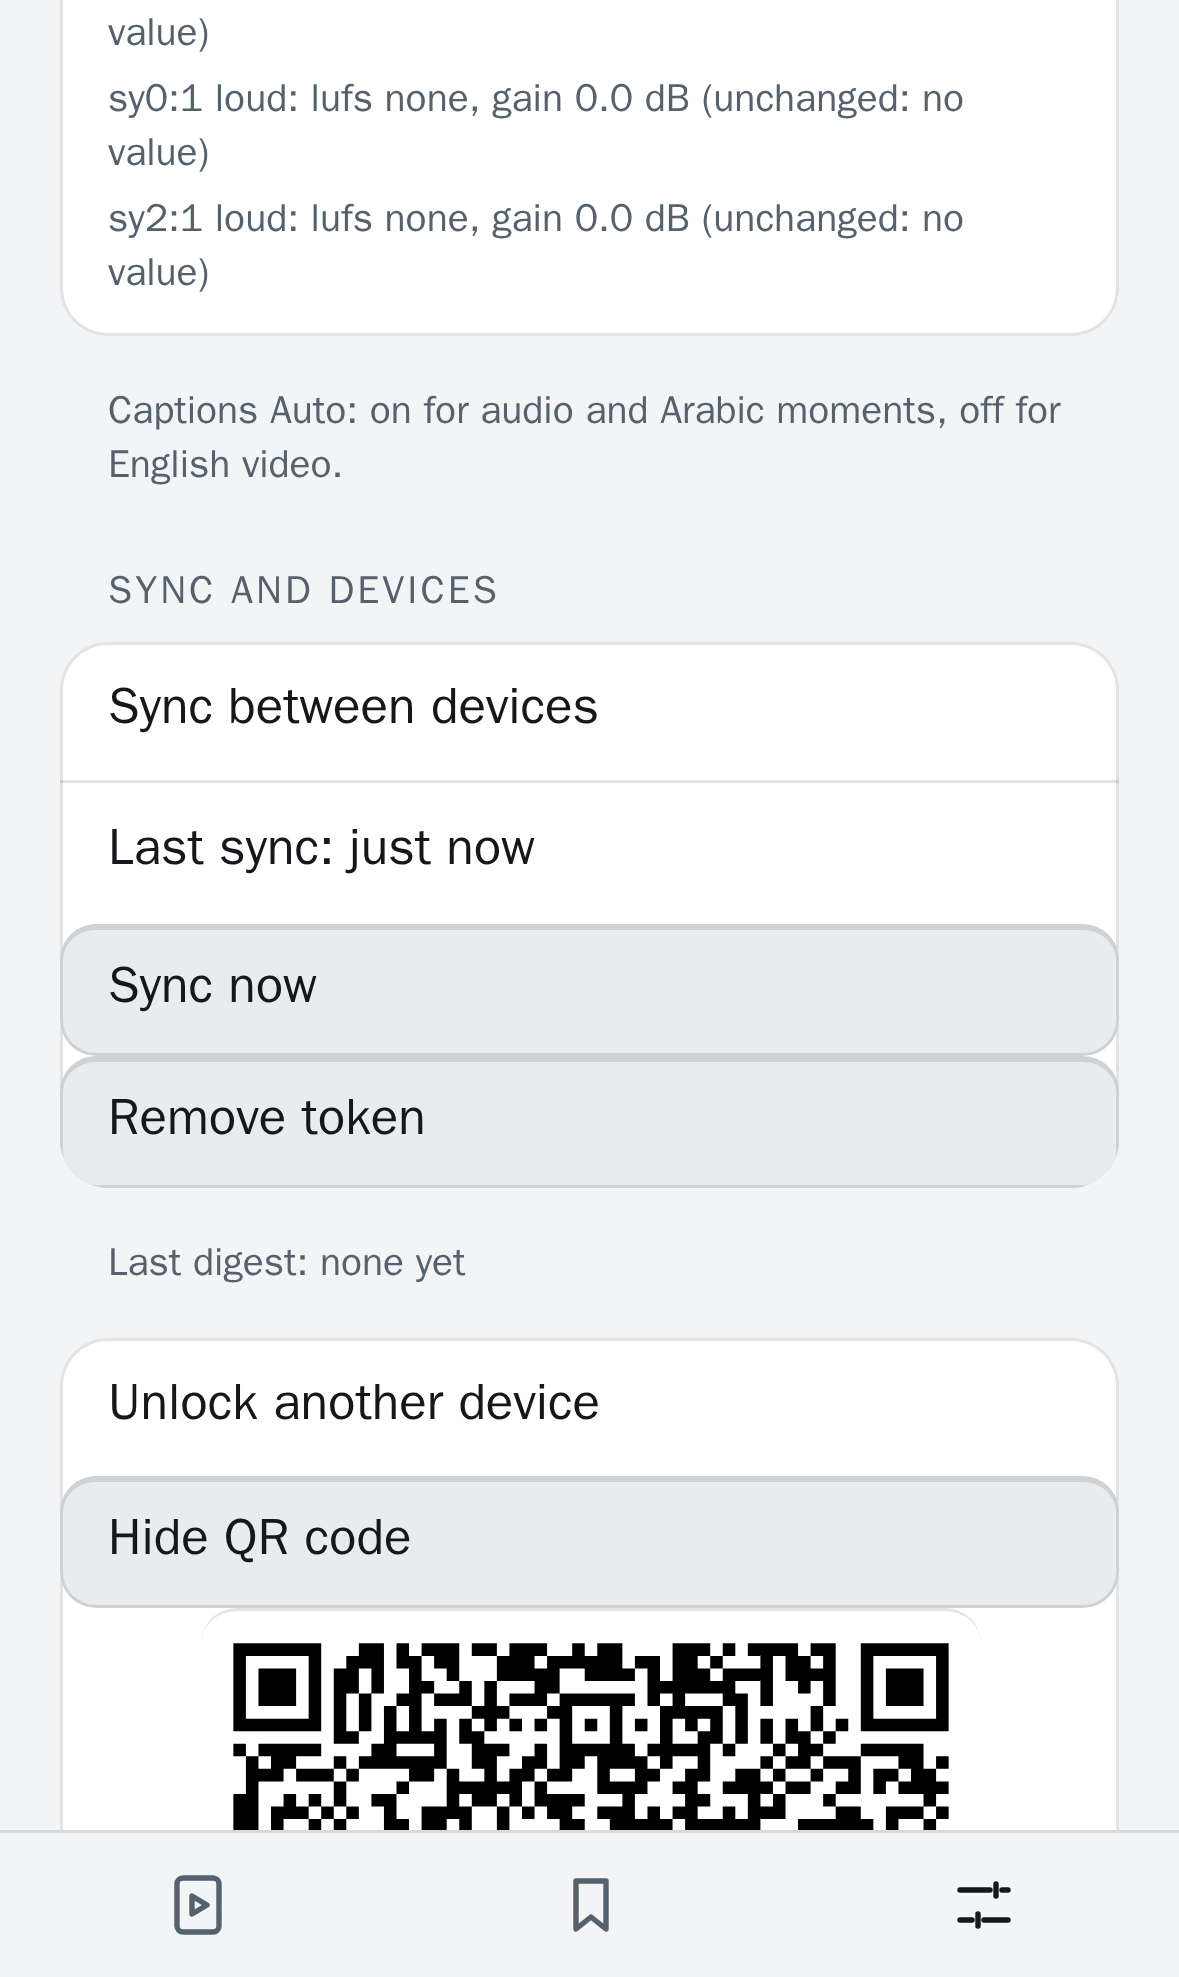 value)
sy0:1 loud: lufs none, gain 0.0 dB (unchanged: no
value)
sy2:1 loud: lufs none, gain 0.0 dB (unchanged: no
value)
Captions Auto: on for audio and Arabic moments, off for
English video.
SYNC AND DEVICES
Sync between devices
Last sync: just now
Sync now
Remove token
Last digest: none yet
Unlock another device
Hide QR code